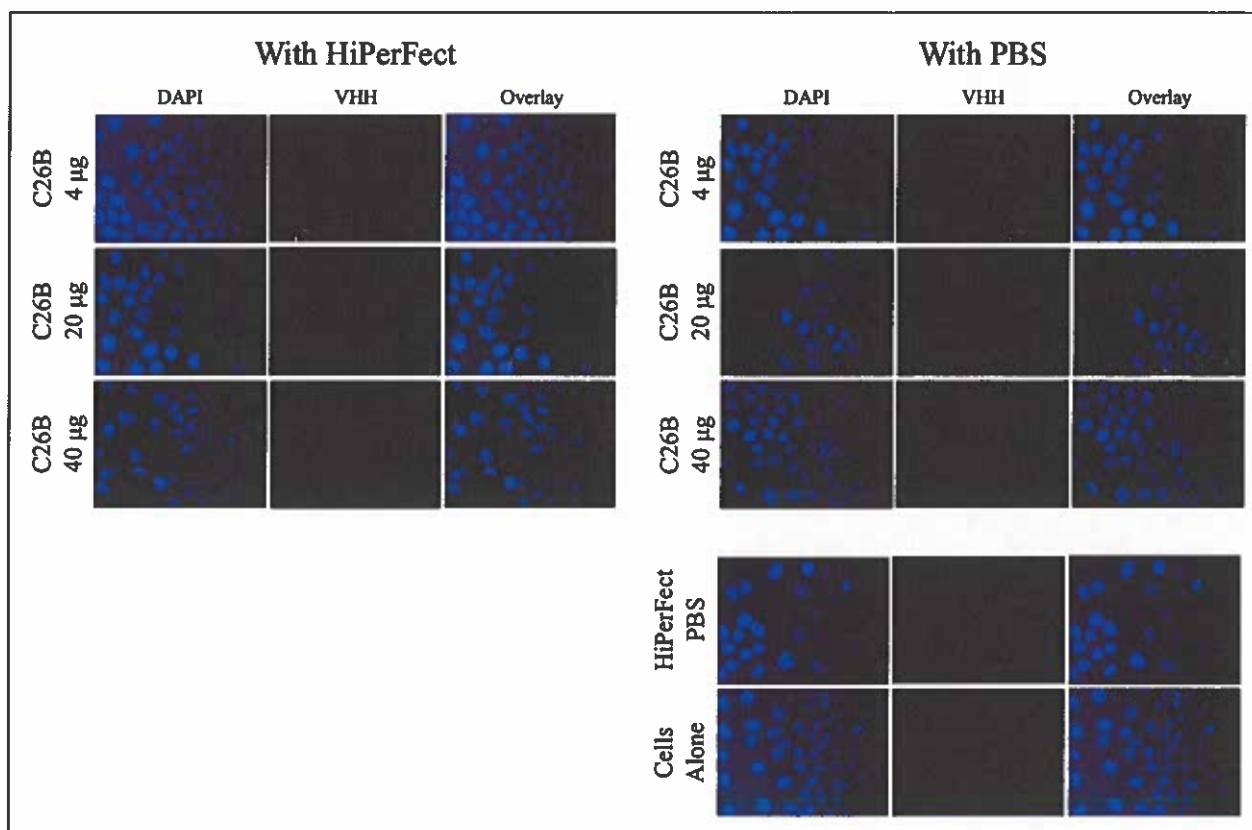 With HiPerFect
With PBS
DAPI VHH Overlay
DAPI VHH Overlay
C26B
4 µg
C26B
4 µg
C26B
20 µg
C26B
20 µg
C26B
40 µg
C26B
40 µg
HiPerFect
PBS
Cells
Alone